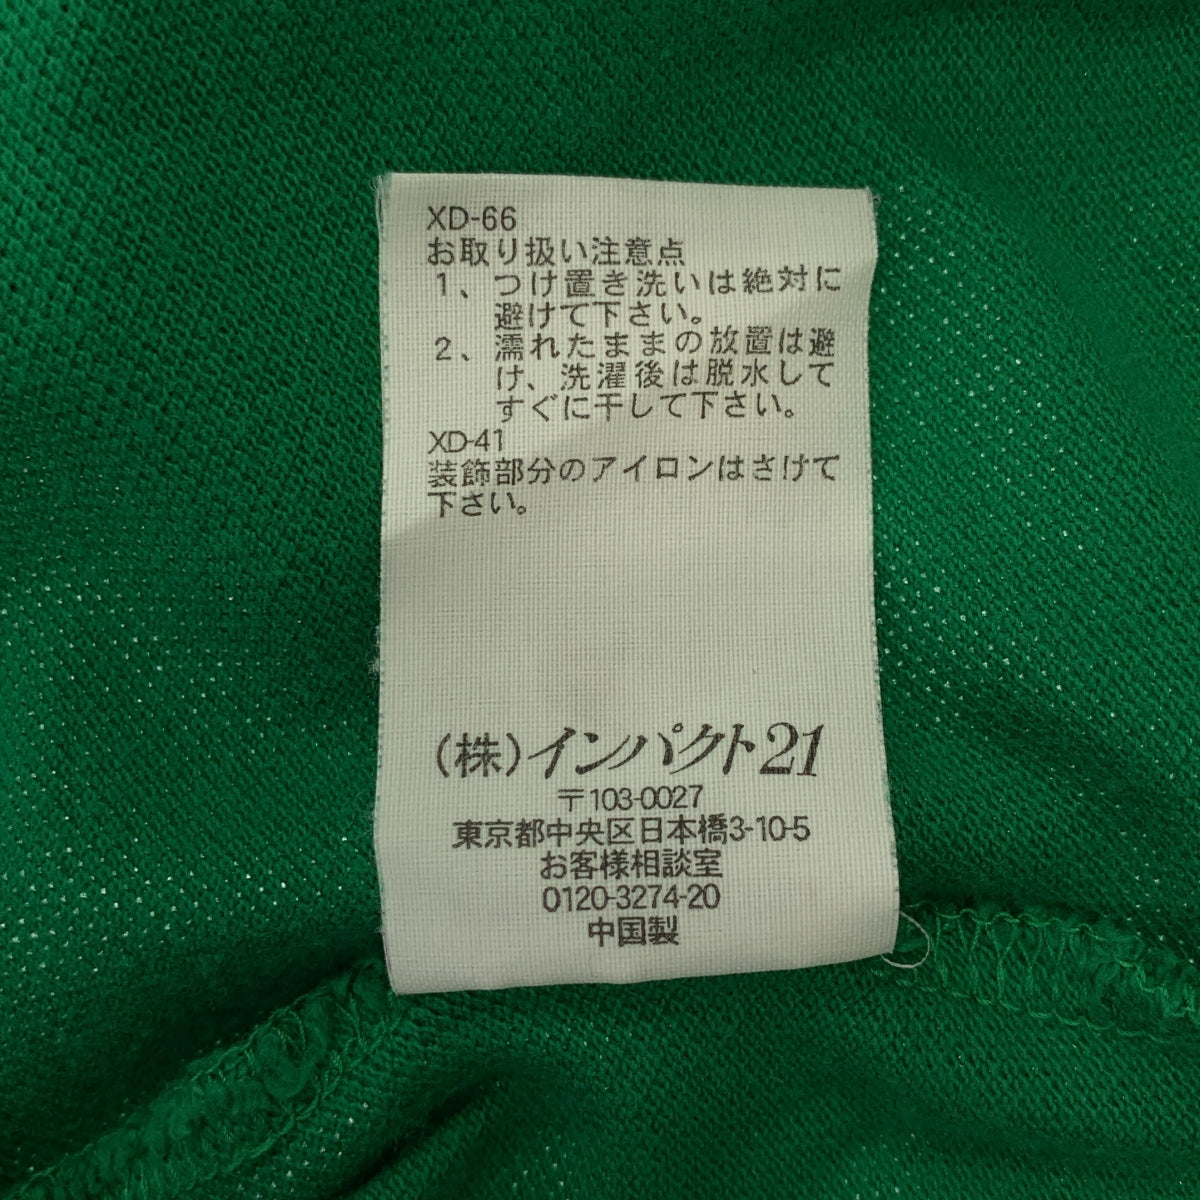 XD-66
お取り扱い注意点
1、つけ置き洗いは絶対に
避けて下さい。
2、濡れたままの放置は避
け、洗濯後は脱水して
すぐに干して下さい。
XD-41
装飾部分のアイロンはさけて
下さい。
(株)インパクト21
〒103-0027
東京都中央区日本橋3-10-5
お客様相談室
0120-3274-20
中国製